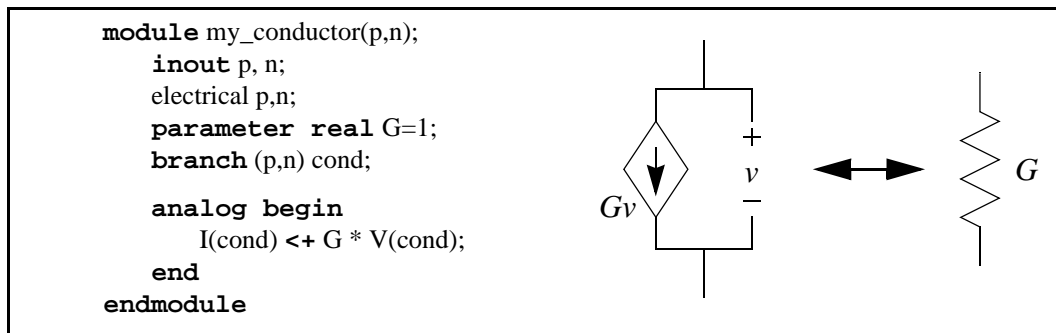 module my_conductor(p,n);
inout p, n;
electrical p,n;
parameter real G=1;
branch (p,n) cond;
analog begin
I(cond) <+ G * V(cond);
end
endmodule
Gv
+
v
–
G